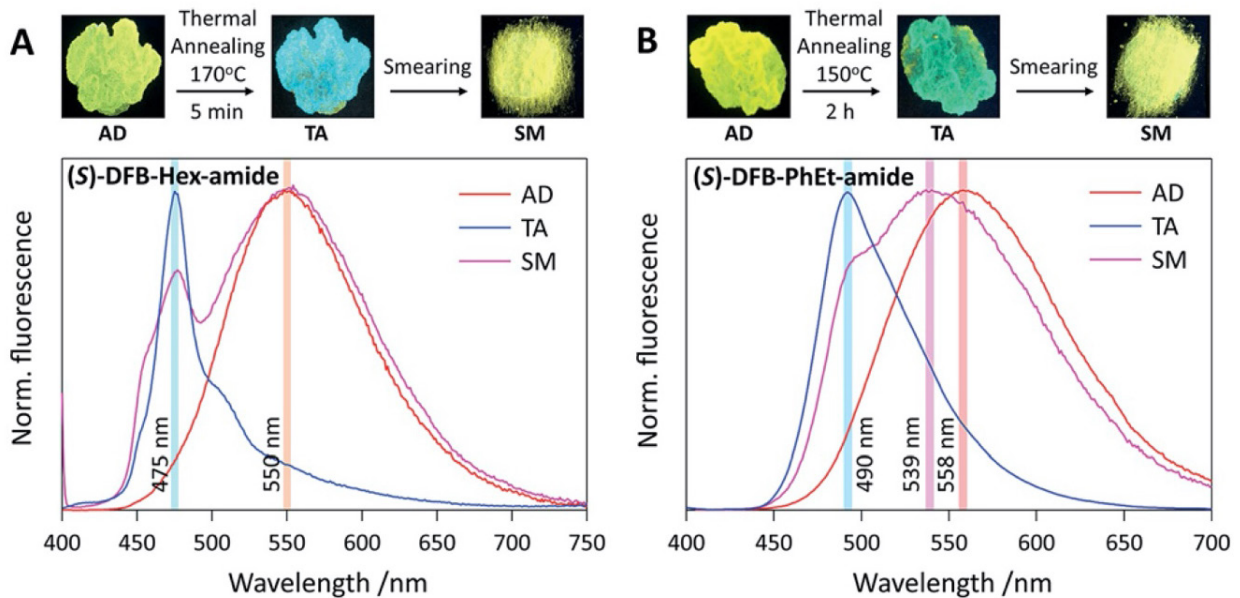 A
Thermal
Annealing
170°C
5 min
Smearing
AD
TA
SM
(S)-DFB-Hex-amide
AD
TA
SM
475 nm
550 nm
Norm. fluorescence
400 450 500 550 600 650 700 750
Wavelength /nm
B
Thermal
Annealing
150°C
2 h
Smearing
AD
TA
SM
(S)-DFB-PhEt-amide
AD
TA
SM
490 nm
539 nm
558 nm
Norm. fluorescence
400 450 500 550 600 650 700
Wavelength /nm